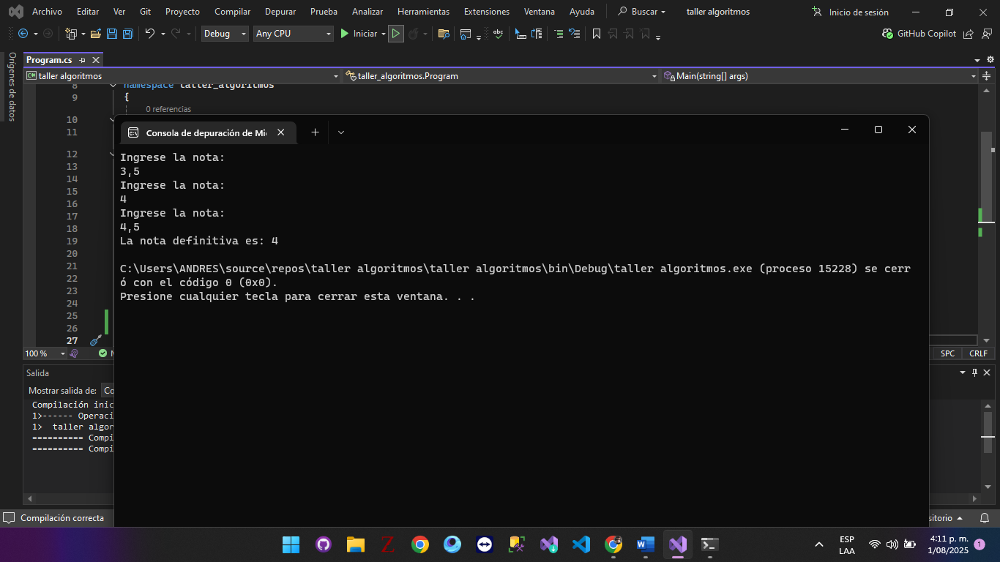 Archivo Editar Ver Git Proyecto Compilar Depurar Prueba Analizar Herramientas Extensiones Ventana Ayuda Buscar taller algoritmos Inicio de sesión
Debug Any CPU Iniciar GitHub Copilot
Orígenes de datos
Program.cs
C# taller algoritmos taller_algoritmos.Program Main(string[] args)
8 namespace taller_algoritmos
9 {
0 referencias
10
11
12
13
14
15
16
17
18
19
20
21
22
23
24
25
26
27
Consola de depuración de Mi
Ingrese la nota:
3,5
Ingrese la nota:
4
Ingrese la nota:
4,5
La nota definitiva es: 4
C:\Users\ANDRES\source\repos\taller algoritmos\taller algoritmos\bin\Debug\taller algoritmos.exe (proceso 15228) se cerr
ó con el código 0 (0x0).
Presione cualquier tecla para cerrar esta ventana. . .
100 % SPC CRLF
Salida
Mostrar salida de: Co
Compilación inic
1>------ Operaci
1> taller algor
========== Compi
========== Compi
Compilación correcta sitorio
ESP
LAA
4:11 p. m.
1/08/2025
1